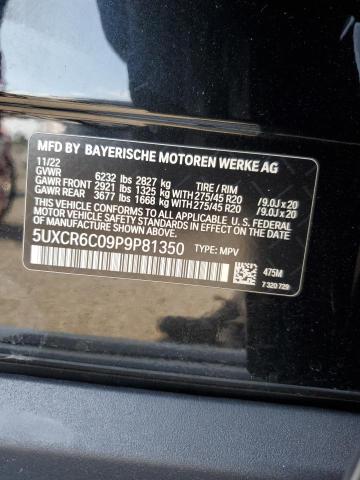 MFD BY BAYERISCHE MOTOREN WERKE AG
11/22
GVWR 6232 lbs 2827 kg TIRE / RIM
GAWR FRONT 2921 lbs 1325 kg 275/45 R20 /9.0J x 20
GAWR REAR 3677 lbs 1668 kg 275/45 R20 /9.0J x 20
THIS VEHICLE CONFORMS TO ALL APPLICABLE FEDERAL
MOTOR VEHICLE SAFETY STANDARDS IN EFFECT ON THE
DATE OF MANUFACTURE SHOWN ABOVE.
5UXCR6C09P9P81350 TYPE: MPV
475M
7 320 729